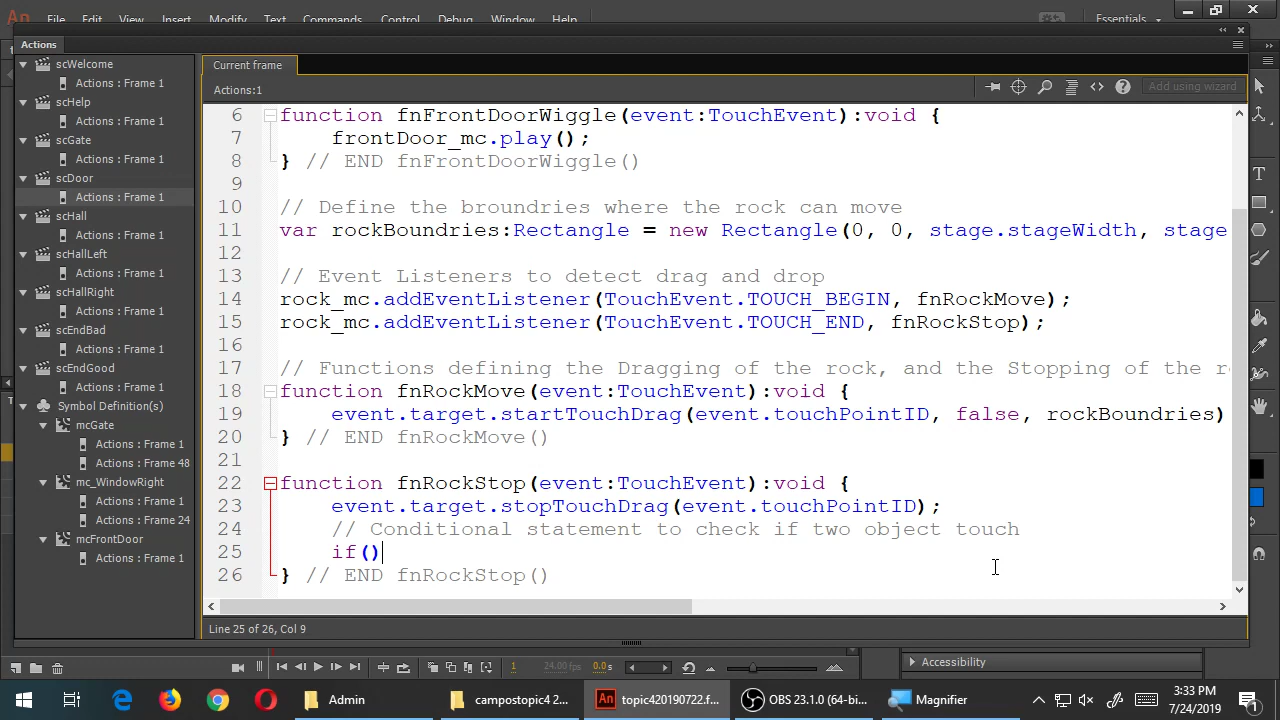 An File Edit View Insert Modify Text Commands Control Debug Window Help Essentials
Actions
Current frame
Actions:1 Add using wizard
scWelcome
Actions : Frame 1
scHelp
Actions : Frame 1
scGate
Actions : Frame 1
scDoor
Actions : Frame 1
scHall
Actions : Frame 1
scHallLeft
Actions : Frame 1
scHallRight
Actions : Frame 1
scEndBad
Actions : Frame 1
scEndGood
Actions : Frame 1
Symbol Definition(s)
mcGate
Actions : Frame 1
Actions : Frame 48
mc_WindowRight
Actions : Frame 1
Actions : Frame 24
mcFrontDoor
Actions : Frame 1
6 function fnFrontDoorWiggle(event:TouchEvent):void {
7 frontDoor_mc.play();
8 } // END fnFrontDoorWiggle()
9
10 // Define the broundries where the rock can move
11 var rockBoundries:Rectangle = new Rectangle(0, 0, stage.stageWidth, stage
12
13 // Event Listeners to detect drag and drop
14 rock_mc.addEventListener(TouchEvent.TOUCH_BEGIN, fnRockMove);
15 rock_mc.addEventListener(TouchEvent.TOUCH_END, fnRockStop);
16
17 // Functions defining the Dragging of the rock, and the Stopping of the r
18 function fnRockMove(event:TouchEvent):void {
19 event.target.startTouchDrag(event.touchPointID, false, rockBoundries)
20 } // END fnRockMove()
21
22 function fnRockStop(event:TouchEvent):void {
23 event.target.stopTouchDrag(event.touchPointID);
24 // Conditional statement to check if two object touch
25 if()
26 } // END fnRockStop()
Line 25 of 26, Col 9
1 24.00 fps 0.0 s
Accessibility
Admin
campostopic4 2...
An topic420190722.f...
OBS 23.1.0 (64-bi...
Magnifier
3:33 PM
7/24/2019
1